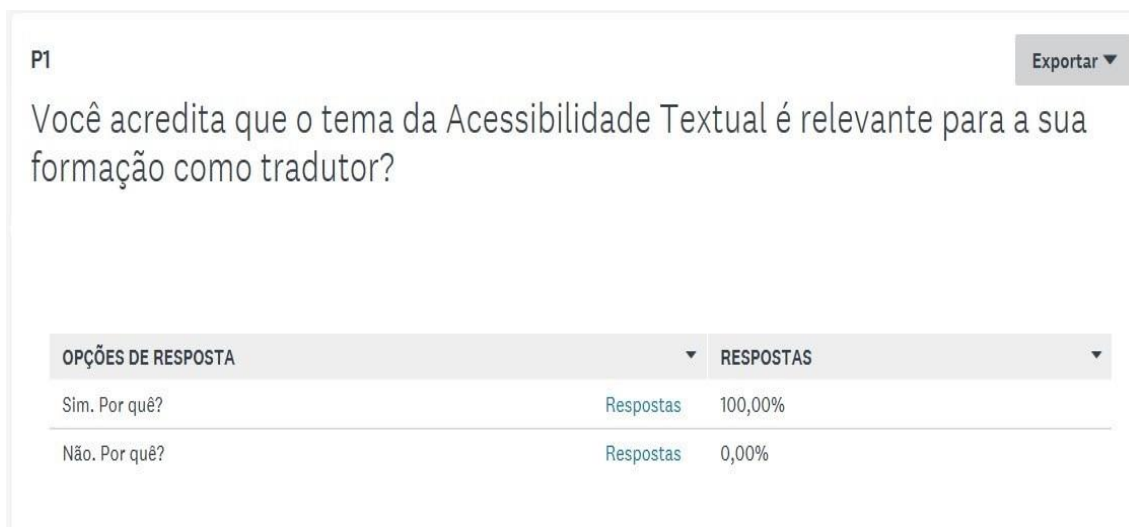 P1
Exportar
Você acredita que o tema da Acessibilidade Textual é relevante para a sua
formação como tradutor?
OPÇÕES DE RESPOSTA RESPOSTAS
Sim. Por quê? Respostas 100,00%
Não. Por quê? Respostas 0,00%